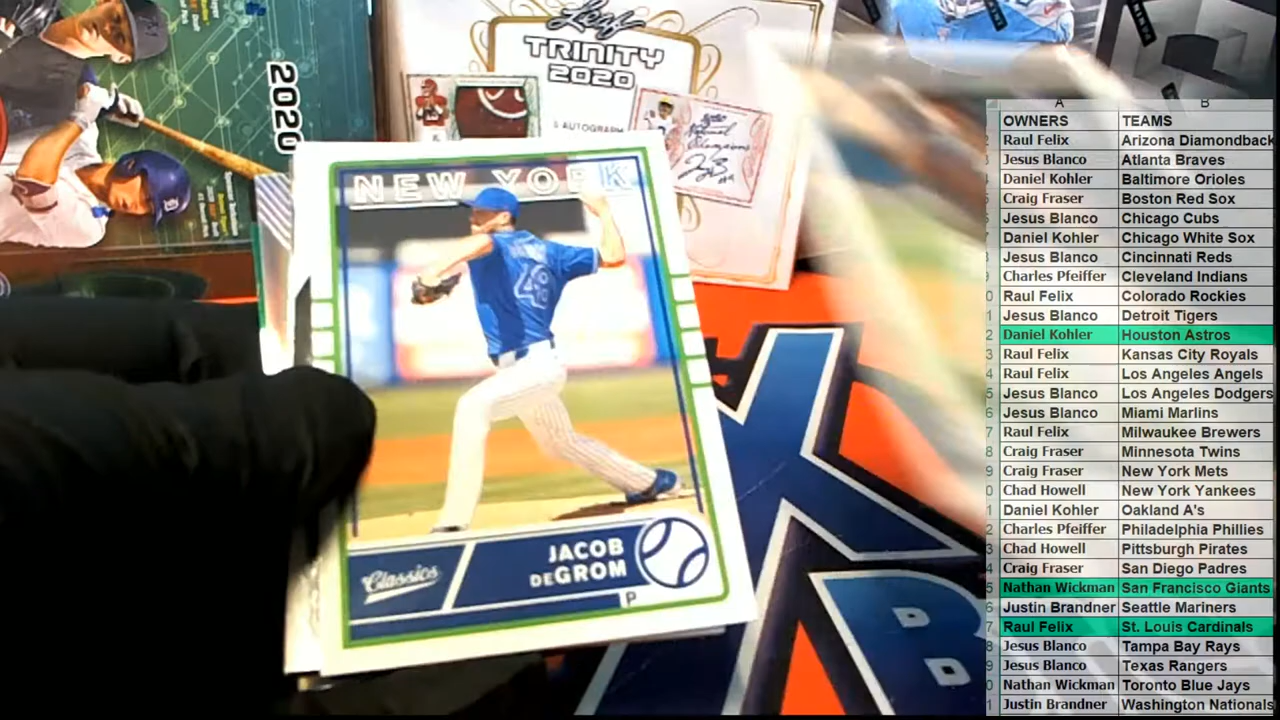 2020
Leaf
TRINITY
2020
AUTOGRAPH
NEW YORK
48
JACOB
DEGROM
Classics
P
A B
OWNERS TEAMS
Raul Felix Arizona Diamondback
Jesus Blanco Atlanta Braves
Daniel Kohler Baltimore Orioles
Craig Fraser Boston Red Sox
Jesus Blanco Chicago Cubs
Daniel Kohler Chicago White Sox
Jesus Blanco Cincinnati Reds
Charles Pfeiffer Cleveland Indians
Raul Felix Colorado Rockies
Jesus Blanco Detroit Tigers
Daniel Kohler Houston Astros
Raul Felix Kansas City Royals
Raul Felix Los Angeles Angels
Jesus Blanco Los Angeles Dodgers
Jesus Blanco Miami Marlins
Raul Felix Milwaukee Brewers
Craig Fraser Minnesota Twins
Craig Fraser New York Mets
Chad Howell New York Yankees
Daniel Kohler Oakland A's
Charles Pfeiffer Philadelphia Phillies
Chad Howell Pittsburgh Pirates
Craig Fraser San Diego Padres
Nathan Wickman San Francisco Giants
Justin Brandner Seattle Mariners
Raul Felix St. Louis Cardinals
Jesus Blanco Tampa Bay Rays
Jesus Blanco Texas Rangers
Nathan Wickman Toronto Blue Jays
Justin Brandner Washington Nationals